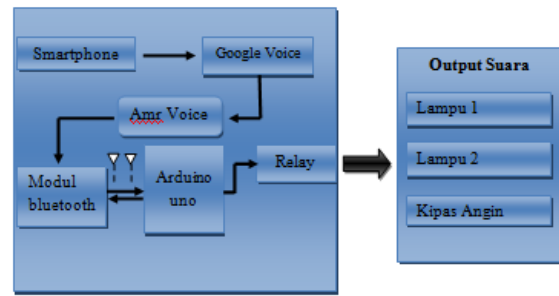 Smartphone
Google Voice
Amr Voice
Modul
bluetooth
Arduino
uno
Relay
Output Suara
Lampu 1
Lampu 2
Kipas Angin